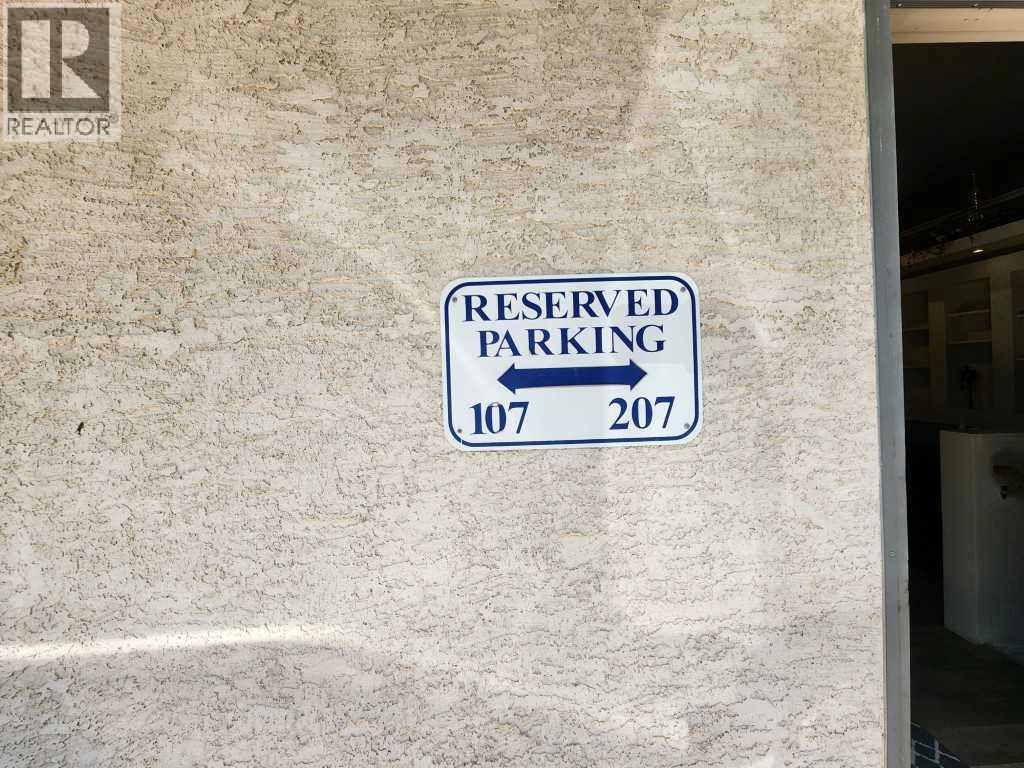 R
REALTOR®
RESERVED
PARKING
107 207